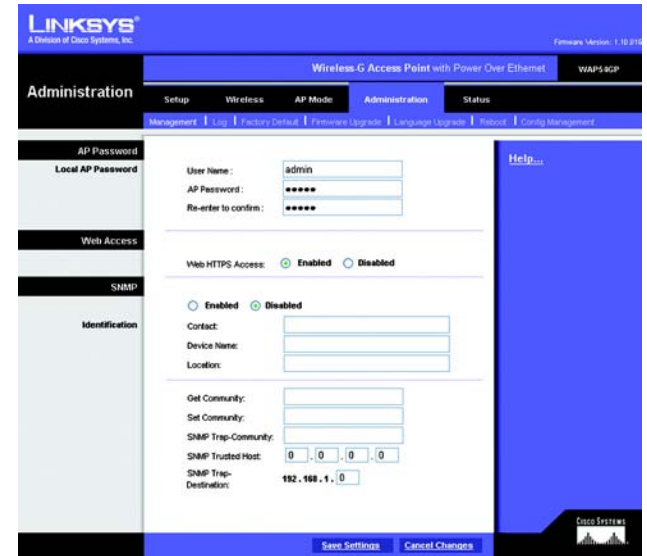 LINKSYS®
A Division of Cisco Systems, Inc.
Firmware Version: 1.10
Wireless-G Access Point with Power Over Ethernet
WAP54GP
Administration
Setup Wireless AP Mode Administration Status
Management | Log | Factory Default | Firmware Upgrade | Language Upgrade | Reboot | Config Management
AP Password
Local AP Password
User Name :
admin
AP Password :
•••••
Re-enter to confirm :
•••••
Help...
Web Access
Web HTTPS Access: Enabled Disabled
SNMP
Enabled Disabled
Identification
Contact:
Device Name:
Location:
Get Community:
Set Community:
SNMP Trap-Community:
SNMP Trusted Host: 0 . 0 . 0 . 0
SNMP Trap-
Destination:
192.168.1. 0
Save Settings Cancel Changes
CISCO SYSTEMS